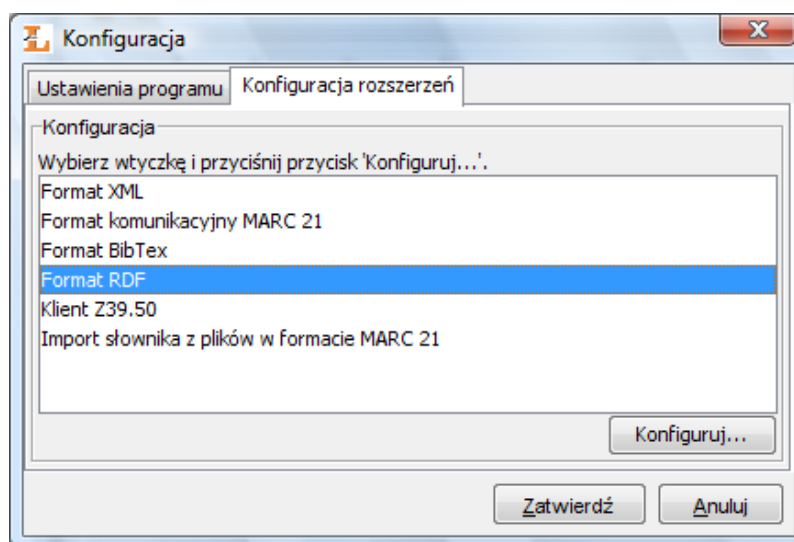 Konfiguracja
Ustawienia programu Konfiguracja rozszerzeń
Konfiguracja
Wybierz wtyczkę i przyciśnij przycisk 'Konfiguruj...'.
Format XML
Format komunikacyjny MARC 21
Format BibTex
Format RDF
Klient Z39.50
Import słownika z plików w formacie MARC 21
Konfiguruj...
Zatwierdź Anuluj